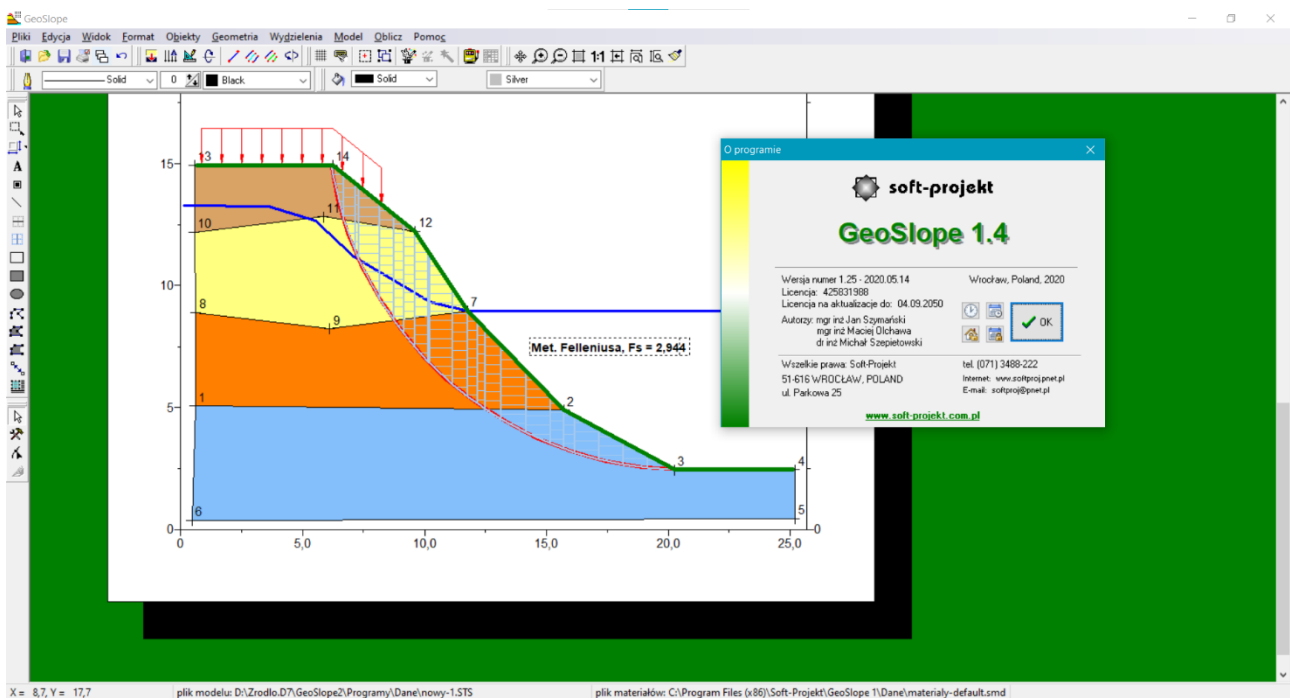 GeoSlope
Pliki Edycja Widok Format Obiekty Geometria Wydzielenia Model Oblicz Pomoc
1:1
Solid 0 Black Solid Silver
A
15
10
5
0
0 5,0 10,0 15,0 20,0 25,0
0
13 14
11
10 12
8 7
9
1 2
3 4
6 5
Met. Felleniusa, Fs = 2,944
O programie
soft-projekt
GeoSlope 1.4
Wersja numer 1.25 - 2020.05.14 Wrocław, Poland, 2020
Licencja: 425831988
Licencja na aktualizacje do: 04.09.2050
Autorzy: mgr inż Jan Szymański
mgr inż Maciej Olchawa
dr inż Michał Szepietowski
OK
Wszelkie prawa: Soft-Projekt tel. (071) 3488-222
51-616 WROCŁAW, POLAND Internet: www.softproj.pnet.pl
ul. Parkowa 25 E-mail: softproj@pnet.pl
www.soft-projekt.com.pl
X = 8,7, Y = 17,7 plik modelu: D:\Zrodlo.D7\GeoSlope2\Programy\Dane\nowy-1.STS plik materiałów: C:\Program Files (x86)\Soft-Projekt\GeoSlope 1\Dane\materialy-default.smd